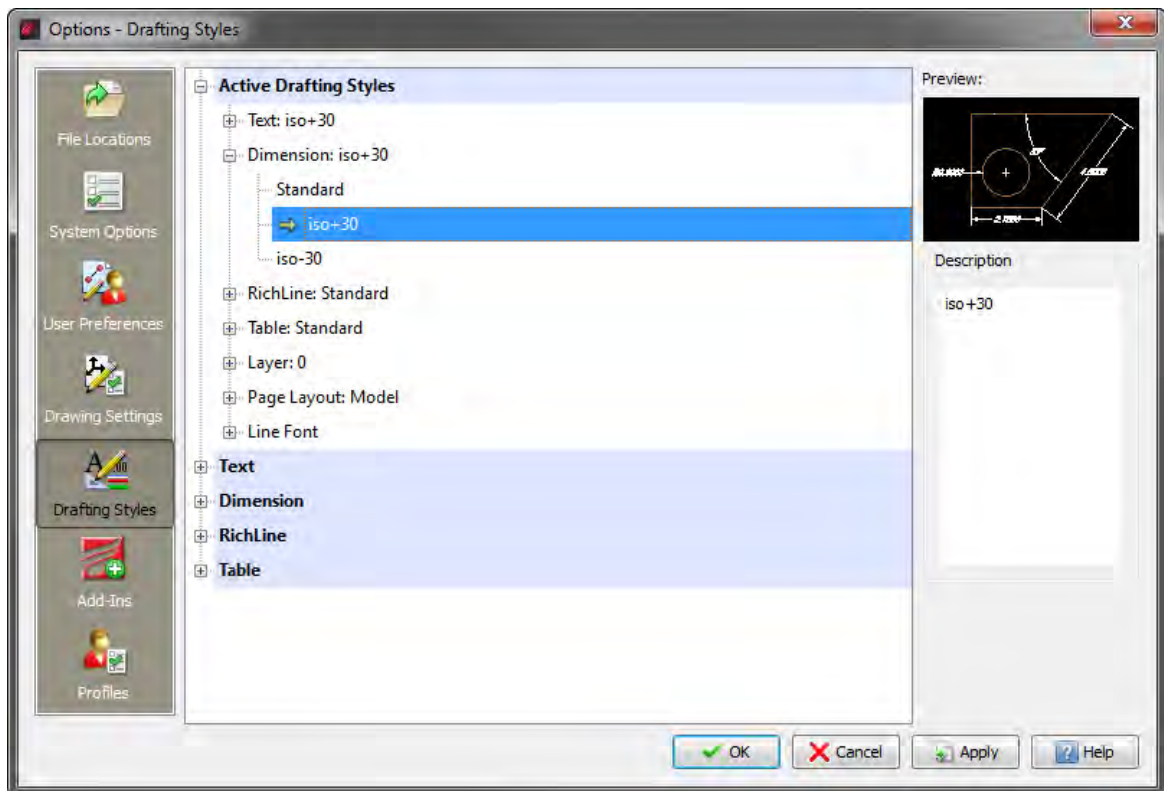 Options - Drafting Styles
File Locations
System Options
User Preferences
Drawing Settings
Drafting Styles
Add-Ins
Profiles
Active Drafting Styles
Text: iso+30
Dimension: iso+30
Standard
iso+30
iso-30
RichLine: Standard
Table: Standard
Layer: 0
Page Layout: Model
Line Font
Text
Dimension
RichLine
Table
Preview:
Description
iso+30
OK
Cancel
Apply
Help